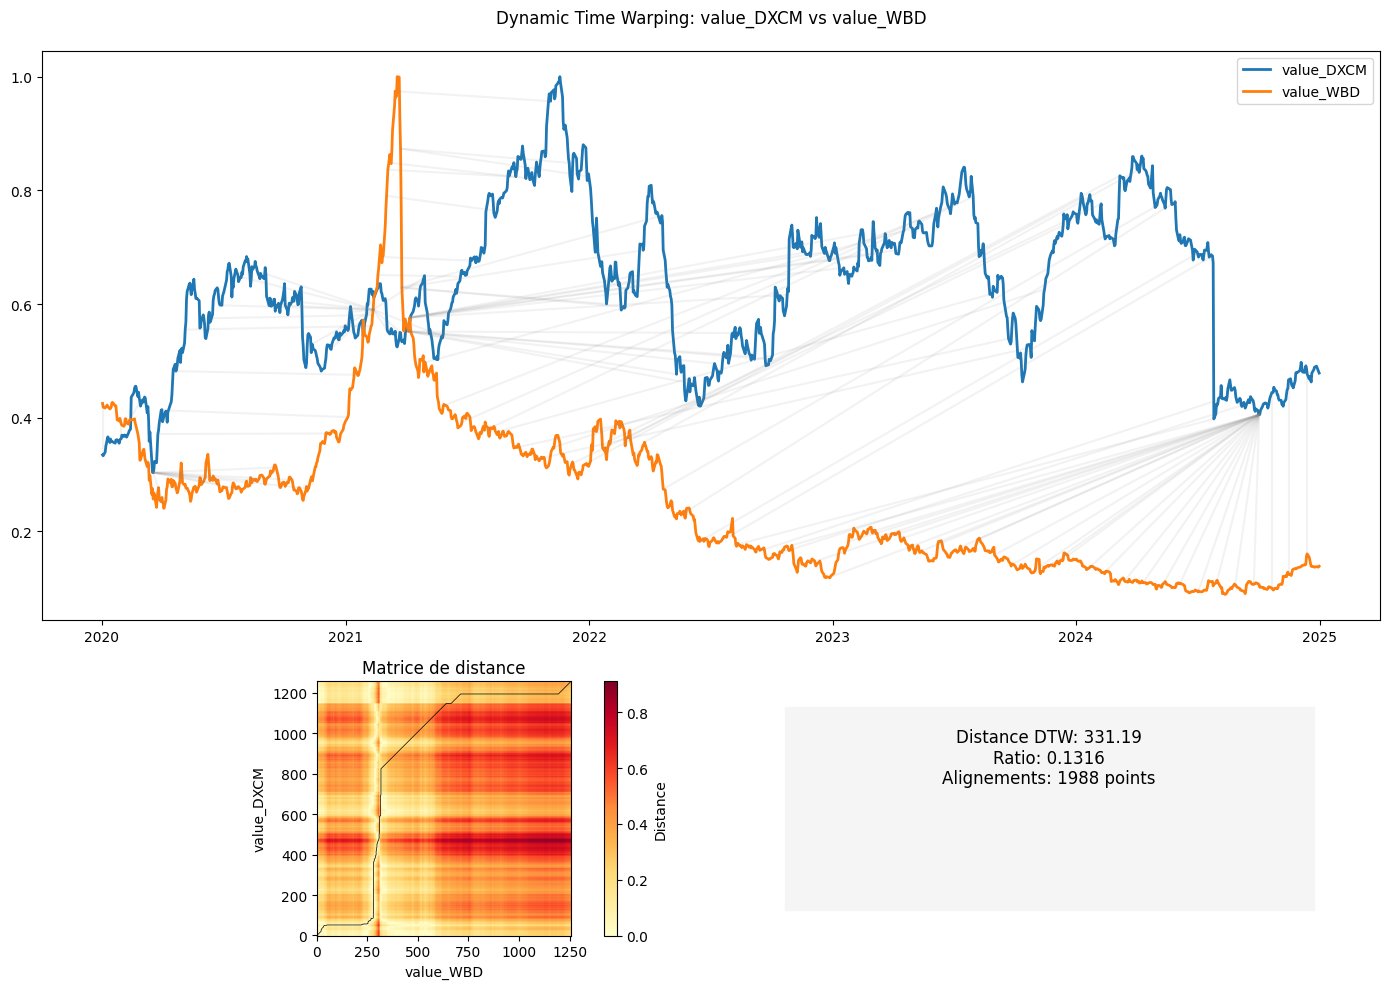 Dynamic Time Warping: value_DXCM vs value_WBD
value_DXCM
value_WBD
1.0
0.8
0.6
0.4
0.2
2020 2021 2022 2023 2024 2025
Matrice de distance
1200
1000
800
600
400
200
0
value_DXCM
0 250 500 750 1000 1250
value_WBD
0.8
0.6
0.4
0.2
0.0
Distance
Distance DTW: 331.19
Ratio: 0.1316
Alignements: 1988 points